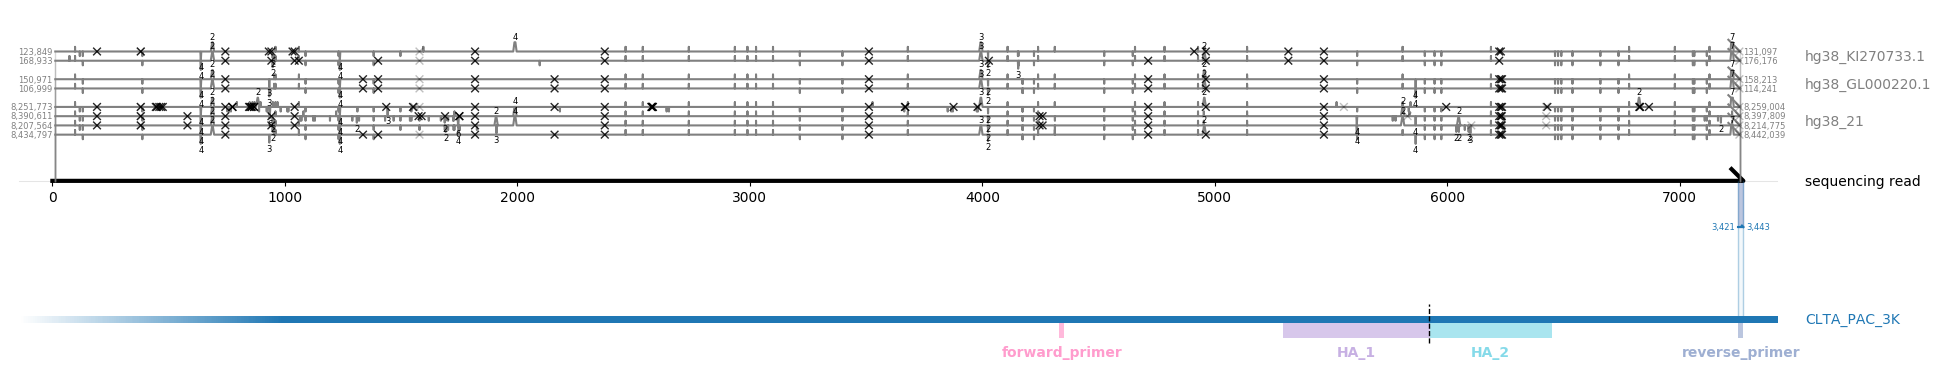 123,849 131,097 hg38_KI270733.1
168,933 176,176
150,971 158,213 hg38_GL000220.1
106,999 114,241
8,251,773 8,259,004
8,390,611 8,397,809 hg38_21
8,207,564 8,214,775
8,434,797 8,442,039
sequencing read
0 1000 2000 3000 4000 5000 6000 7000
3,421 3,443
CLTA_PAC_3K
forward_primer HA_1 HA_2 reverse_primer